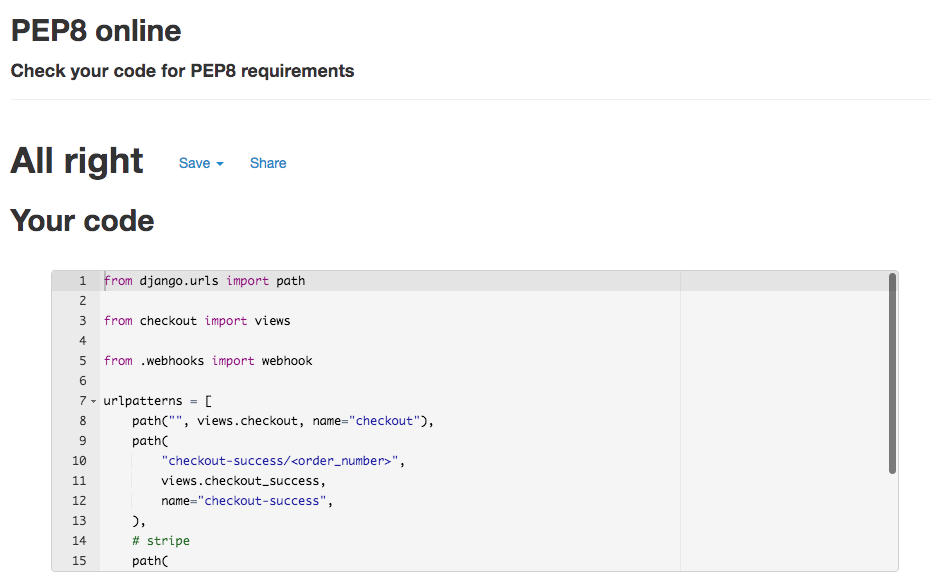 PEP8 online
Check your code for PEP8 requirements
All right Save Share
Your code
1 from django.urls import path
2
3 from checkout import views
4
5 from .webhooks import webhook
6
7 urlpatterns = [
8 path("", views.checkout, name="checkout"),
9 path(
10 "checkout-success/<order_number>",
11 views.checkout_success,
12 name="checkout-success",
13 ),
14 # stripe
15 path(